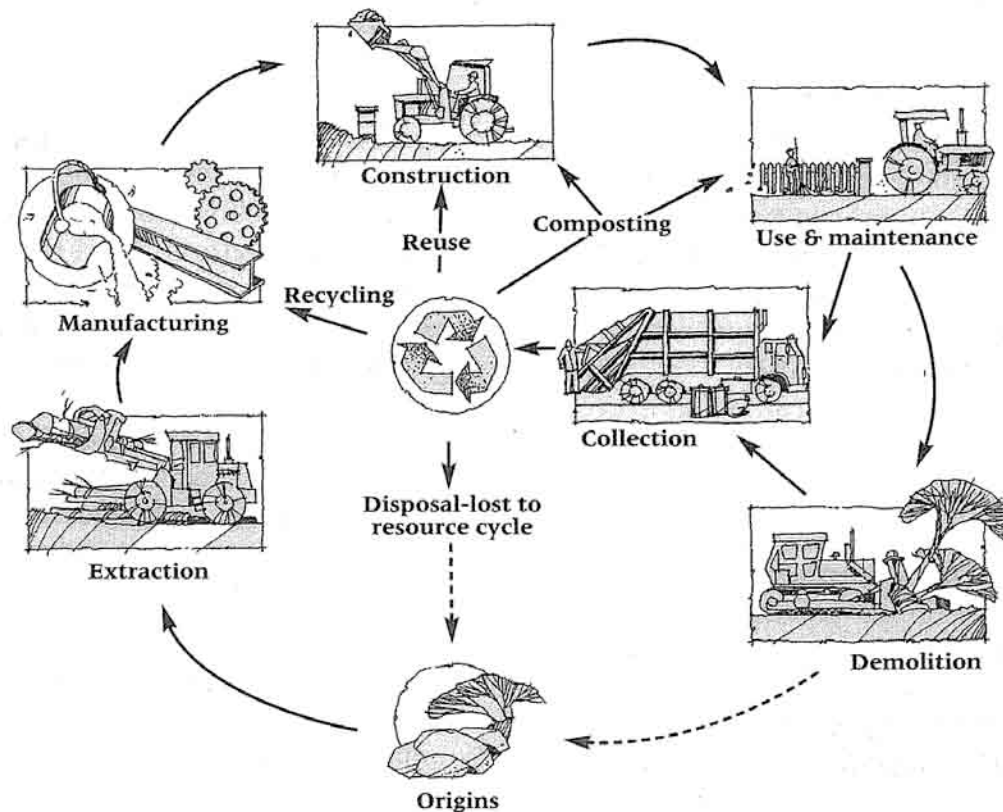 Construction
Reuse
Composting
Use & maintenance
Recycling
Manufacturing
Collection
Disposal-lost to
resource cycle
Extraction
Demolition
Origins